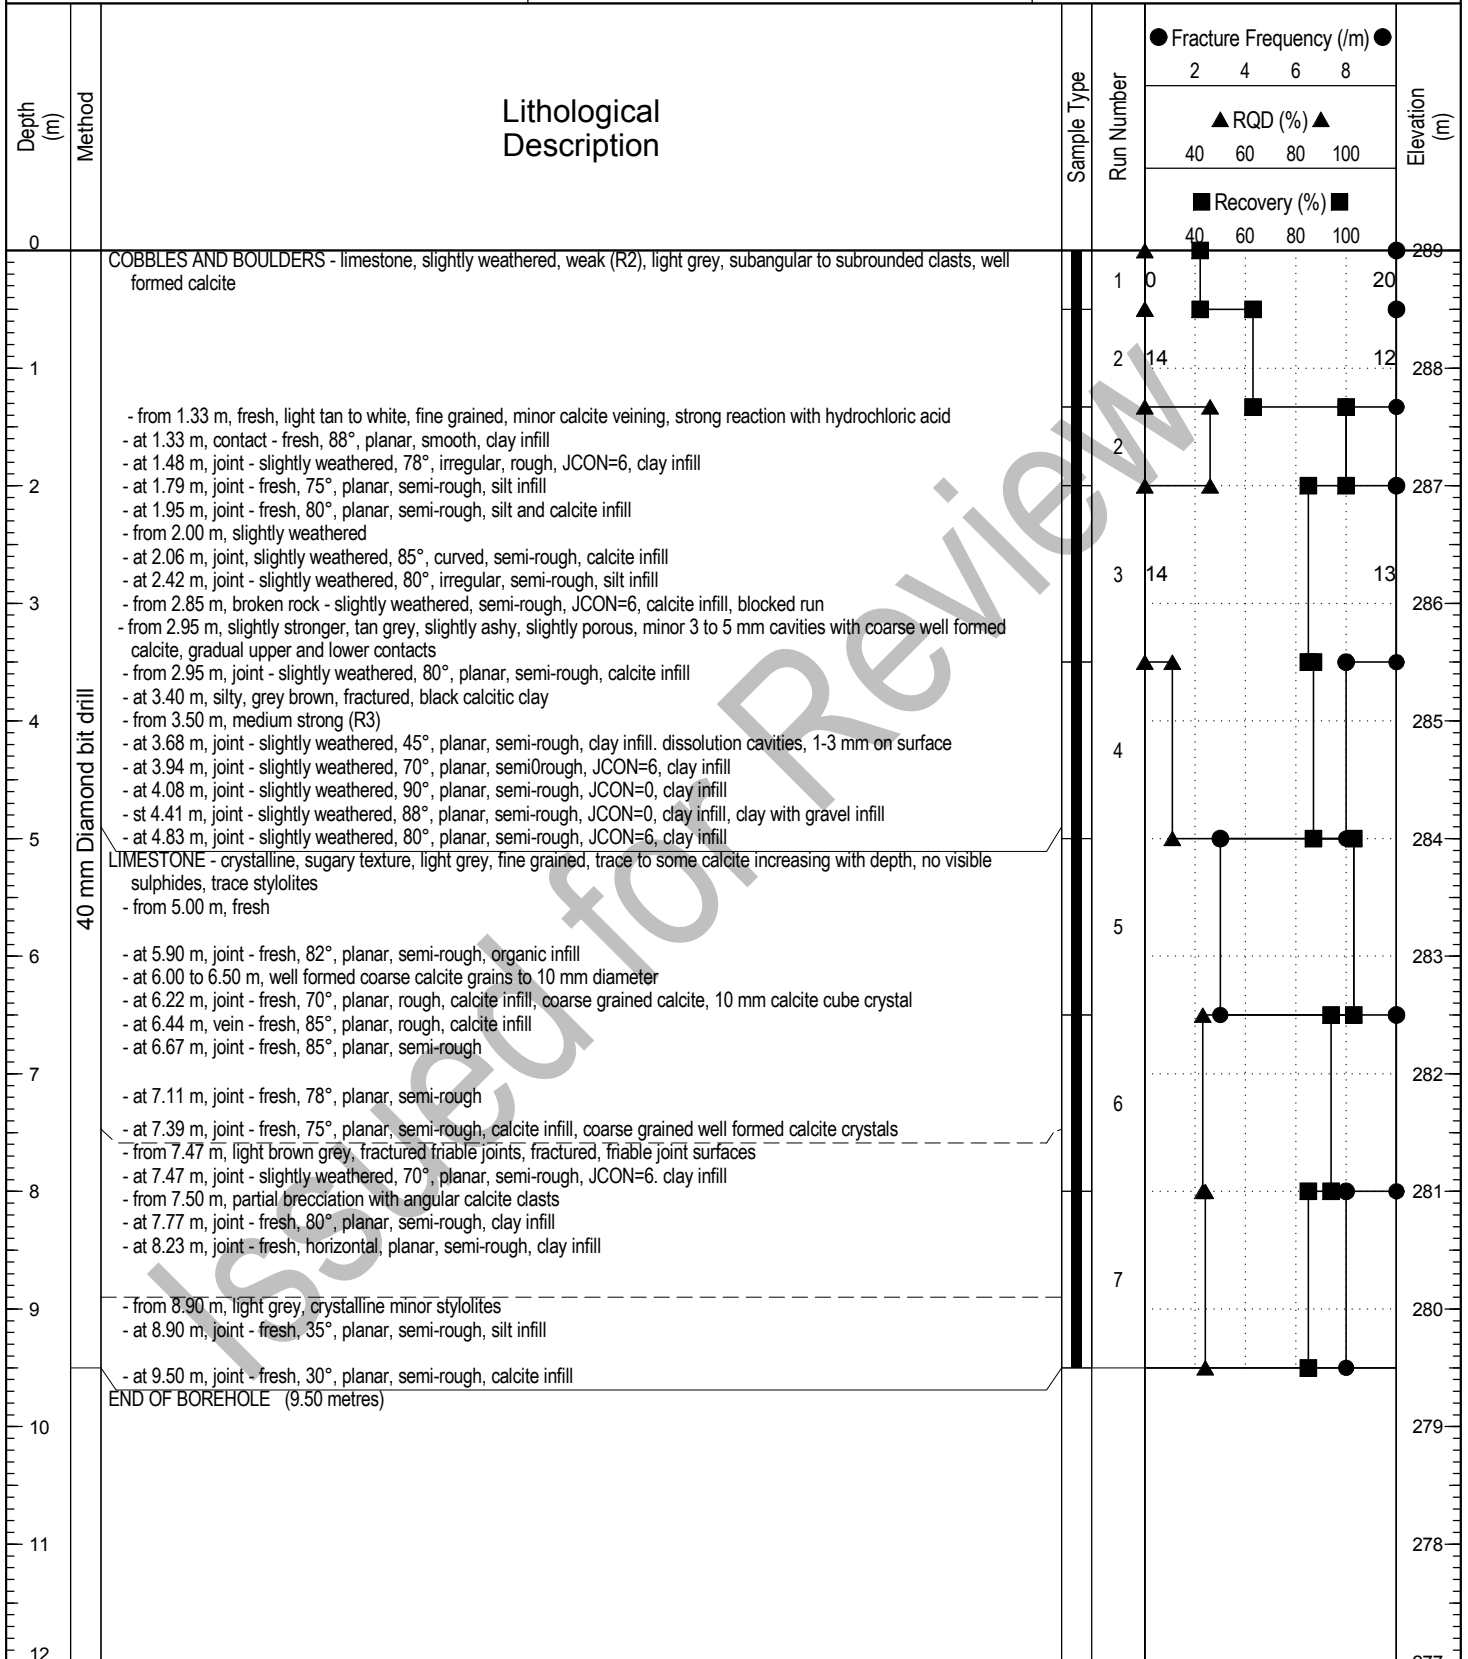 Depth
(m)
Method
Lithological
Description
Sample Type
Run Number
Fracture Frequency (/m)
2 4 6 8
RQD (%)
40 60 80 100
Recovery (%)
40 60 80 100
Elevation
(m)
0
289
COBBLES AND BOULDERS - limestone, slightly weathered, weak (R2), light grey, subangular to subrounded clasts, well
formed calcite
1 0 20
1
2 14 12
288
- from 1.33 m, fresh, light tan to white, fine grained, minor calcite veining, strong reaction with hydrochloric acid
- at 1.33 m, contact - fresh, 88°, planar, smooth, clay infill
2
- at 1.48 m, joint - slightly weathered, 78°, irregular, rough, JCON=6, clay infill
2
- at 1.79 m, joint - fresh, 75°, planar, semi-rough, silt infill
287
- at 1.95 m, joint - fresh, 80°, planar, semi-rough, silt and calcite infill
- from 2.00 m, slightly weathered
- at 2.06 m, joint, slightly weathered, 85°, curved, semi-rough, calcite infill
- at 2.42 m, joint - slightly weathered, 80°, irregular, semi-rough, silt infill
3 14 13
3
- from 2.85 m, broken rock - slightly weathered, semi-rough, JCON=6, calcite infill, blocked run
286
- from 2.95 m, slightly stronger, tan grey, slightly ashy, slightly porous, minor 3 to 5 mm cavities with coarse well formed
calcite, gradual upper and lower contacts
- from 2.95 m, joint - slightly weathered, 80°, planar, semi-rough, calcite infill
- at 3.40 m, silty, grey brown, fractured, black calcitic clay
4
- from 3.50 m, medium strong (R3)
285
- at 3.68 m, joint - slightly weathered, 45°, planar, semi-rough, clay infill. dissolution cavities, 1-3 mm on surface
4
- at 3.94 m, joint - slightly weathered, 70°, planar, semi0rough, JCON=6, clay infill
- at 4.08 m, joint - slightly weathered, 90°, planar, semi-rough, JCON=0, clay infill
- st 4.41 m, joint - slightly weathered, 88°, planar, semi-rough, JCON=0, clay infill, clay with gravel infill
5
- at 4.83 m, joint - slightly weathered, 80°, planar, semi-rough, JCON=6, clay infill
284
40 mm Diamond bit drill
LIMESTONE - crystalline, sugary texture, light grey, fine grained, trace to some calcite increasing with depth, no visible
sulphides, trace stylolites
- from 5.00 m, fresh
5
6
- at 5.90 m, joint - fresh, 82°, planar, semi-rough, organic infill
283
- at 6.00 to 6.50 m, well formed coarse calcite grains to 10 mm diameter
- at 6.22 m, joint - fresh, 70°, planar, rough, calcite infill, coarse grained calcite, 10 mm calcite cube crystal
- at 6.44 m, vein - fresh, 85°, planar, rough, calcite infill
- at 6.67 m, joint - fresh, 85°, planar, semi-rough
7
282
- at 7.11 m, joint - fresh, 78°, planar, semi-rough
6
- at 7.39 m, joint - fresh, 75°, planar, semi-rough, calcite infill, coarse grained well formed calcite crystals
- from 7.47 m, light brown grey, fractured friable joints, fractured, friable joint surfaces
- at 7.47 m, joint - slightly weathered, 70°, planar, semi-rough, JCON=6. clay infill
8
- from 7.50 m, partial brecciation with angular calcite clasts
281
- at 7.77 m, joint - fresh, 80°, planar, semi-rough, clay infill
- at 8.23 m, joint - fresh, horizontal, planar, semi-rough, clay infill
7
9
- from 8.90 m, light grey, crystalline minor stylolites
280
- at 8.90 m, joint - fresh, 35°, planar, semi-rough, silt infill
- at 9.50 m, joint - fresh, 30°, planar, semi-rough, calcite infill
END OF BOREHOLE (9.50 metres)
10
279
11
278
12
277
Issued for Review